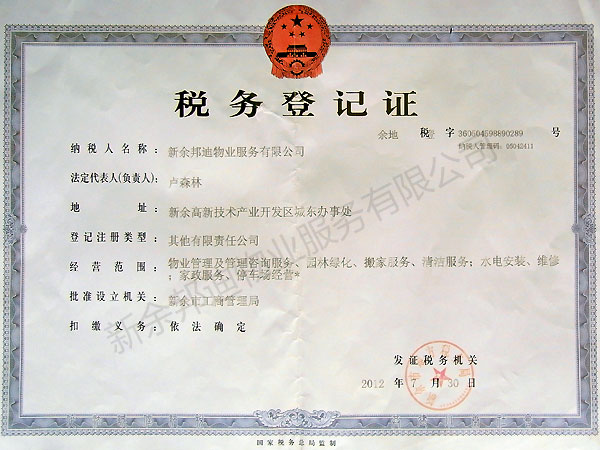 税务登记证
余地 税 字 360504598890289 号
纳税人管理码: 05042411
纳税人名称: 新余邦迪物业服务有限公司
法定代表人(负责人): 卢森林
地 址: 新余高新技术产业开发区城东办事处
登记注册类型: 其他有限责任公司
经营范围: 物业管理及管理咨询服务、园林绿化、搬家服务、清洁服务;水电安装、维修
;家政服务、停车场经营*
批准设立机关: 新余市工商管理局
扣缴义务: 依法确定
发证税务机关
2012 年 7 月 30 日
国家税务总局监制
新余邦迪物业服务有限公司